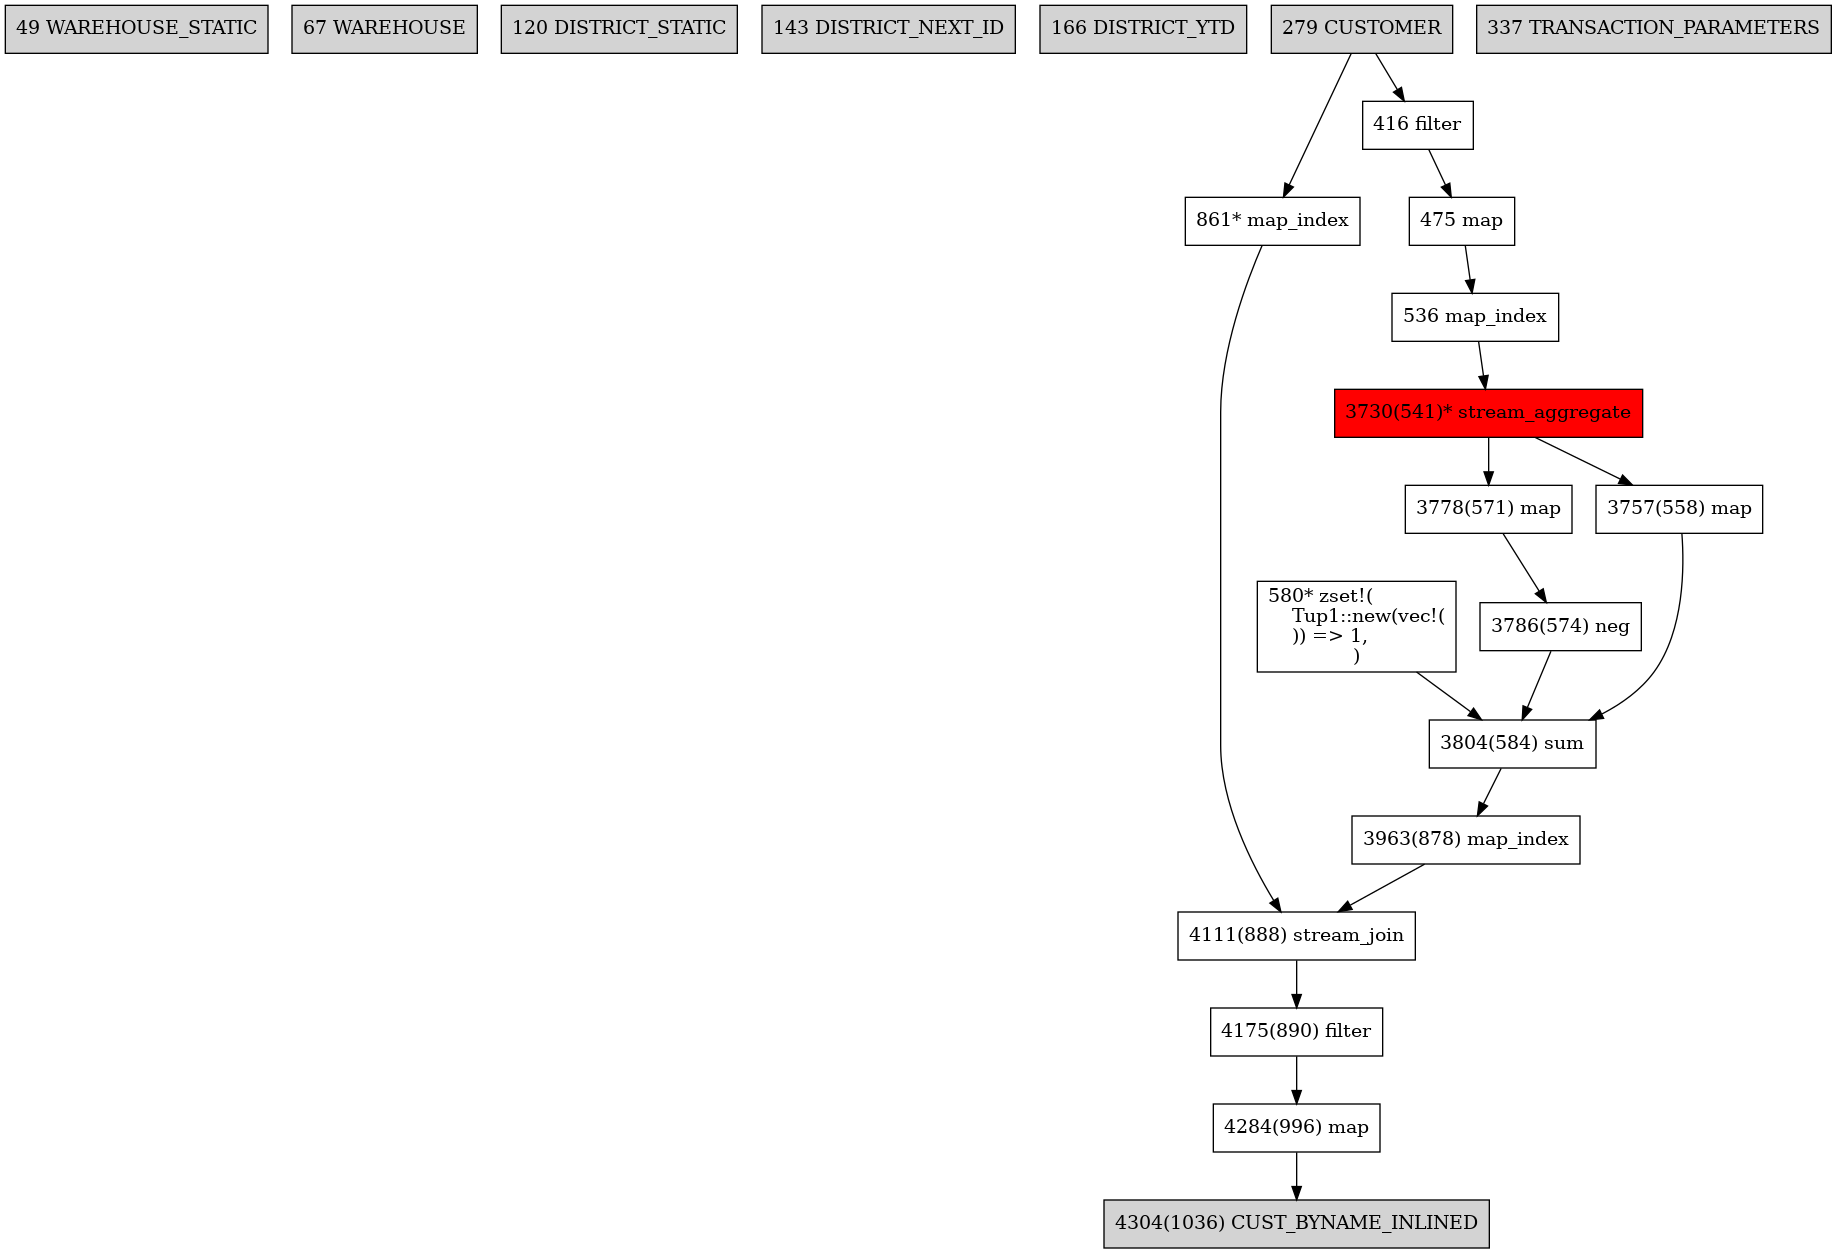 49 WAREHOUSE_STATIC
67 WAREHOUSE
120 DISTRICT_STATIC
143 DISTRICT_NEXT_ID
166 DISTRICT_YTD
279 CUSTOMER
337 TRANSACTION_PARAMETERS
416 filter
861* map_index
475 map
536 map_index
3730(541)* stream_aggregate
3778(571) map
3757(558) map
580* zset!(
Tup1::new(vec!(
)) => 1,
)
3786(574) neg
3804(584) sum
3963(878) map_index
4111(888) stream_join
4175(890) filter
4284(996) map
4304(1036) CUST_BYNAME_INLINED